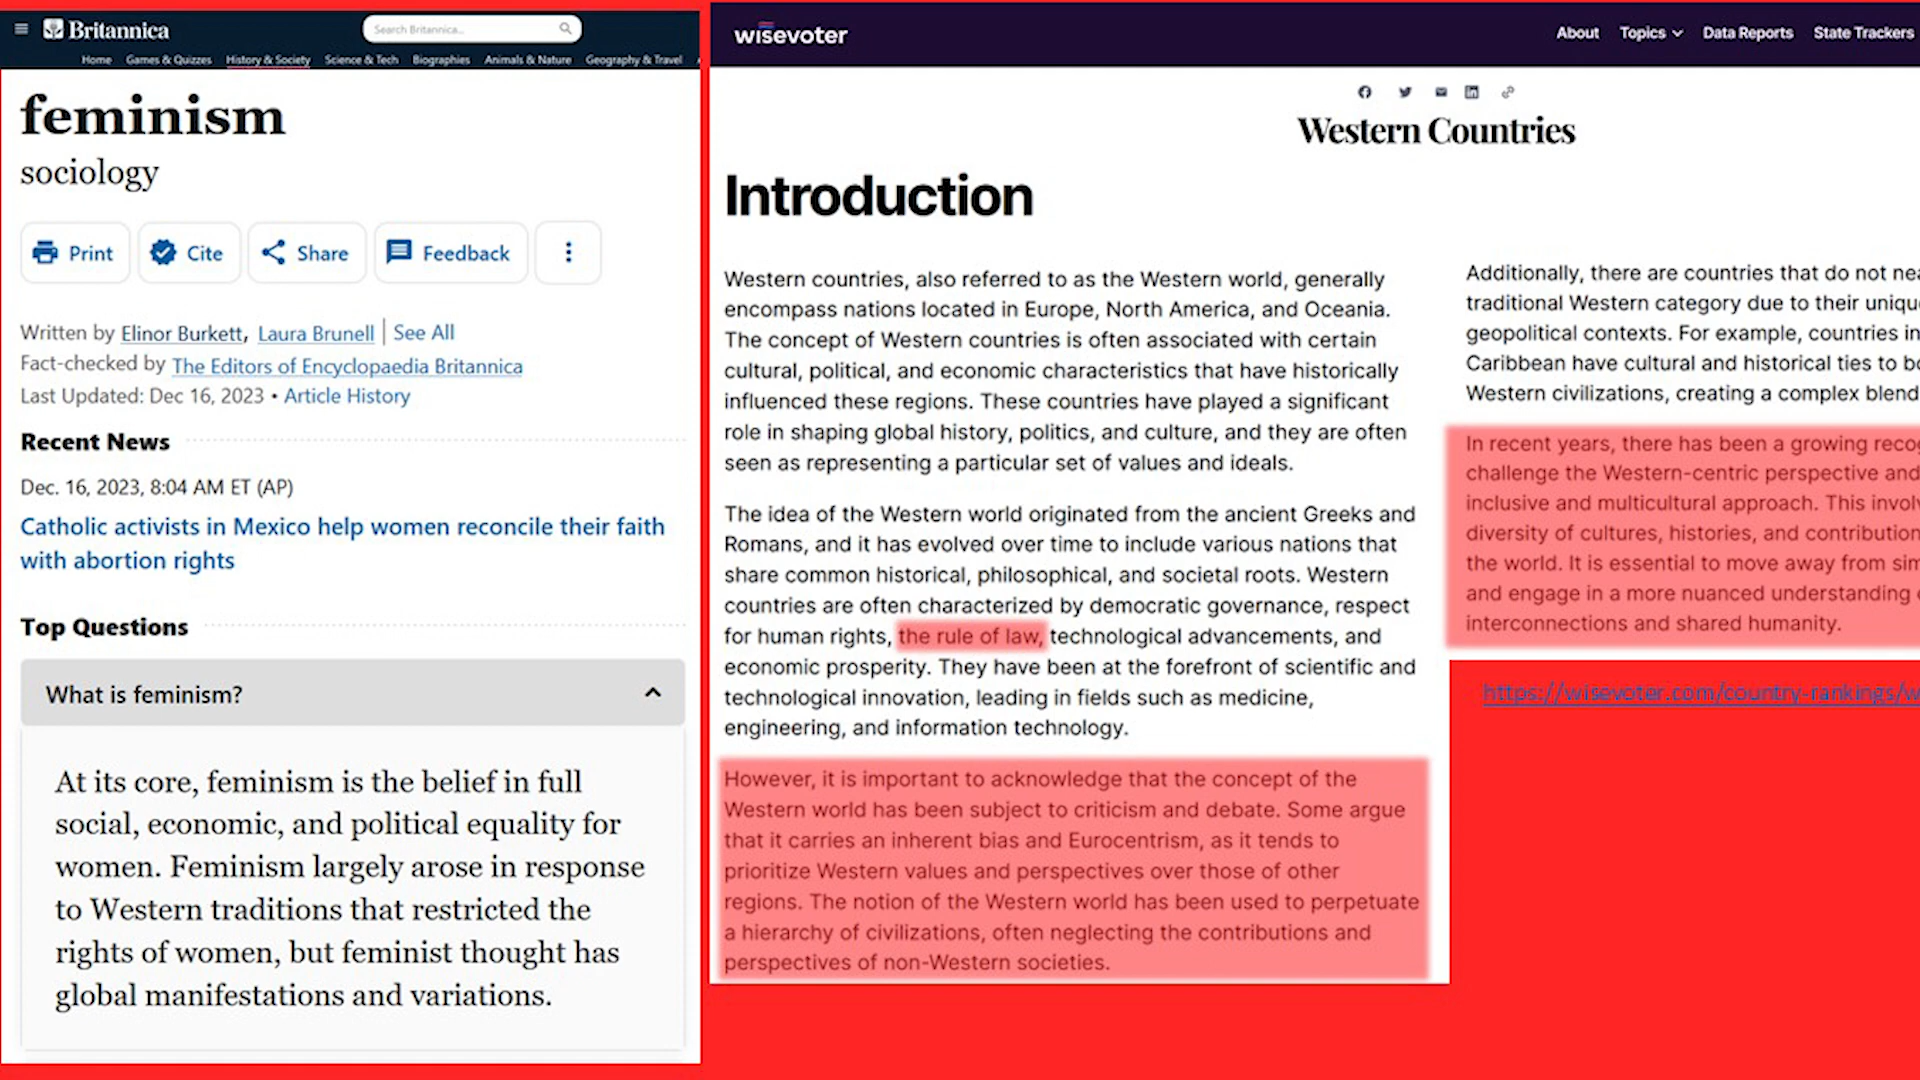 Britannica
Search Britannica...
Home Games & Quizzes History & Society Science & Tech Biographies Animals & Nature Geography & Travel
feminism
sociology
Print Cite Share Feedback
Written by Elinor Burkett, Laura Brunell | See All
Fact-checked by The Editors of Encyclopaedia Britannica
Last Updated: Dec 16, 2023 • Article History
Recent News
Dec. 16, 2023, 8:04 AM ET (AP)
Catholic activists in Mexico help women reconcile their faith
with abortion rights
Top Questions
What is feminism?
At its core, feminism is the belief in full
social, economic, and political equality for
women. Feminism largely arose in response
to Western traditions that restricted the
rights of women, but feminist thought has
global manifestations and variations.
wisevoter
About Topics Data Reports State Trackers
Western Countries
Introduction
Western countries, also referred to as the Western world, generally
encompass nations located in Europe, North America, and Oceania.
The concept of Western countries is often associated with certain
cultural, political, and economic characteristics that have historically
influenced these regions. These countries have played a significant
role in shaping global history, politics, and culture, and they are often
seen as representing a particular set of values and ideals.
The idea of the Western world originated from the ancient Greeks and
Romans, and it has evolved over time to include various nations that
share common historical, philosophical, and societal roots. Western
countries are often characterized by democratic governance, respect
for human rights, the rule of law, technological advancements, and
economic prosperity. They have been at the forefront of scientific and
technological innovation, leading in fields such as medicine,
engineering, and information technology.
However, it is important to acknowledge that the concept of the
Western world has been subject to criticism and debate. Some argue
that it carries an inherent bias and Eurocentrism, as it tends to
prioritize Western values and perspectives over those of other
regions. The notion of the Western world has been used to perpetuate
a hierarchy of civilizations, often neglecting the contributions and
perspectives of non-Western societies.
Additionally, there are countries that do not
traditional Western category due to their
geopolitical contexts. For example, countries in
Caribbean have cultural and historical ties to
Western civilizations, creating a complex blend
In recent years, there has been a growing
challenge the Western-centric perspective and
inclusive and multicultural approach. This
diversity of cultures, histories, and
the world. It is essential to move away from
and engage in a more nuanced understanding
interconnections and shared humanity.
https://wisevoter.com/country-rankings/w